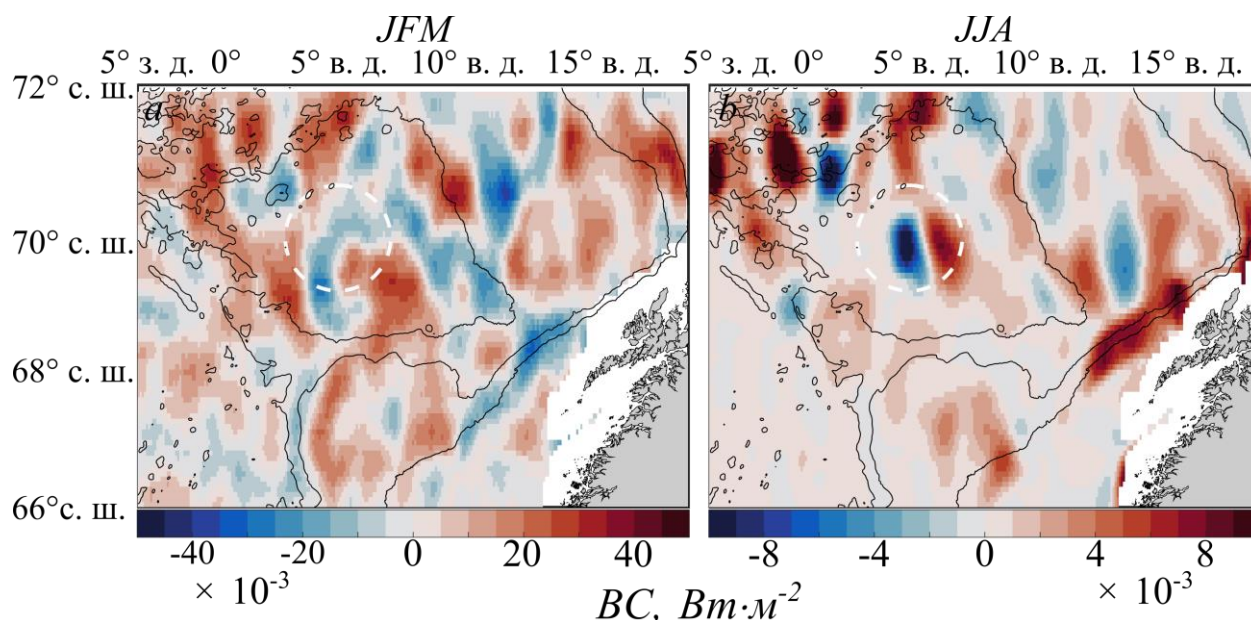 JFM JJA
5° з. д. 0° 5° в. д. 10° в. д. 15° в. д. 5° з. д. 0° 5° в. д. 10° в. д. 15° в. д.
72° с. ш.
a b
70° с. ш.
68° с. ш.
66°с. ш.
-40 -20 0 20 40 -8 -4 0 4 8
× 10⁻³ × 10⁻³
BC, Вт·м⁻²